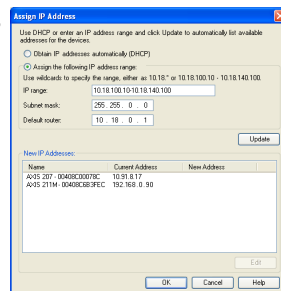 Assign IP Address
Use DHCP or enter an IP address range and click Update to automatically list available
addresses for the devices.
Obtain IP addresses automatically (DHCP)
Assign the following IP address range:
Use wildcards to specify the range, either as 10.18.* or 10.18.100.10 - 10.18.140.100.
IP range: 10.18.100.10-10.18.140.100
Subnet mask: 255 . 255 . 0 . 0
Default router: 10 . 18 . 0 . 1
Update
New IP Addresses:
Name Current Address New Address
AXIS 207 - 00408C00078C 10.91.8.17
AXIS 211M - 00408C6B3FEC 192.168 .0 .90
Edit
OK Cancel Help